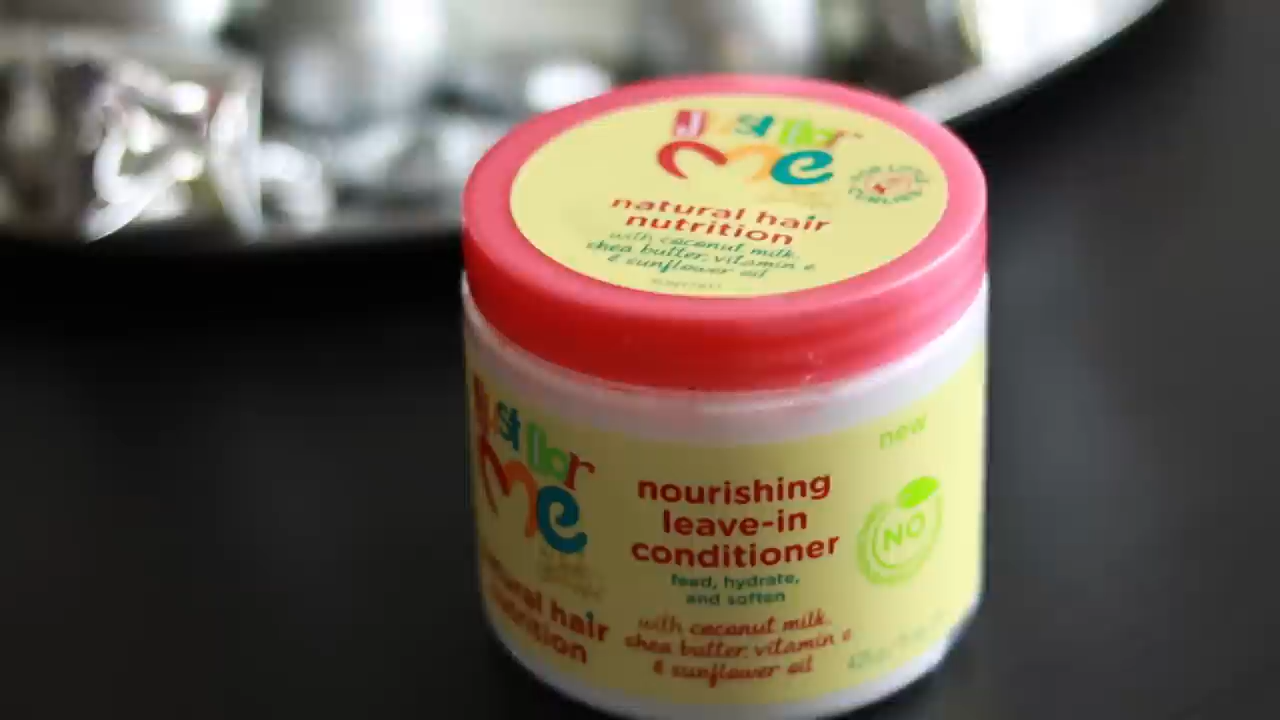 Just for
me
natural hair
nutrition
with coconut milk,
shea butter, vitamin e
& sunflower oil
Just for
me
natural hair
nutrition
new
nourishing
leave-in
conditioner
feed, hydrate,
and soften
with coconut milk,
shea butter, vitamin e
& sunflower oil
NO